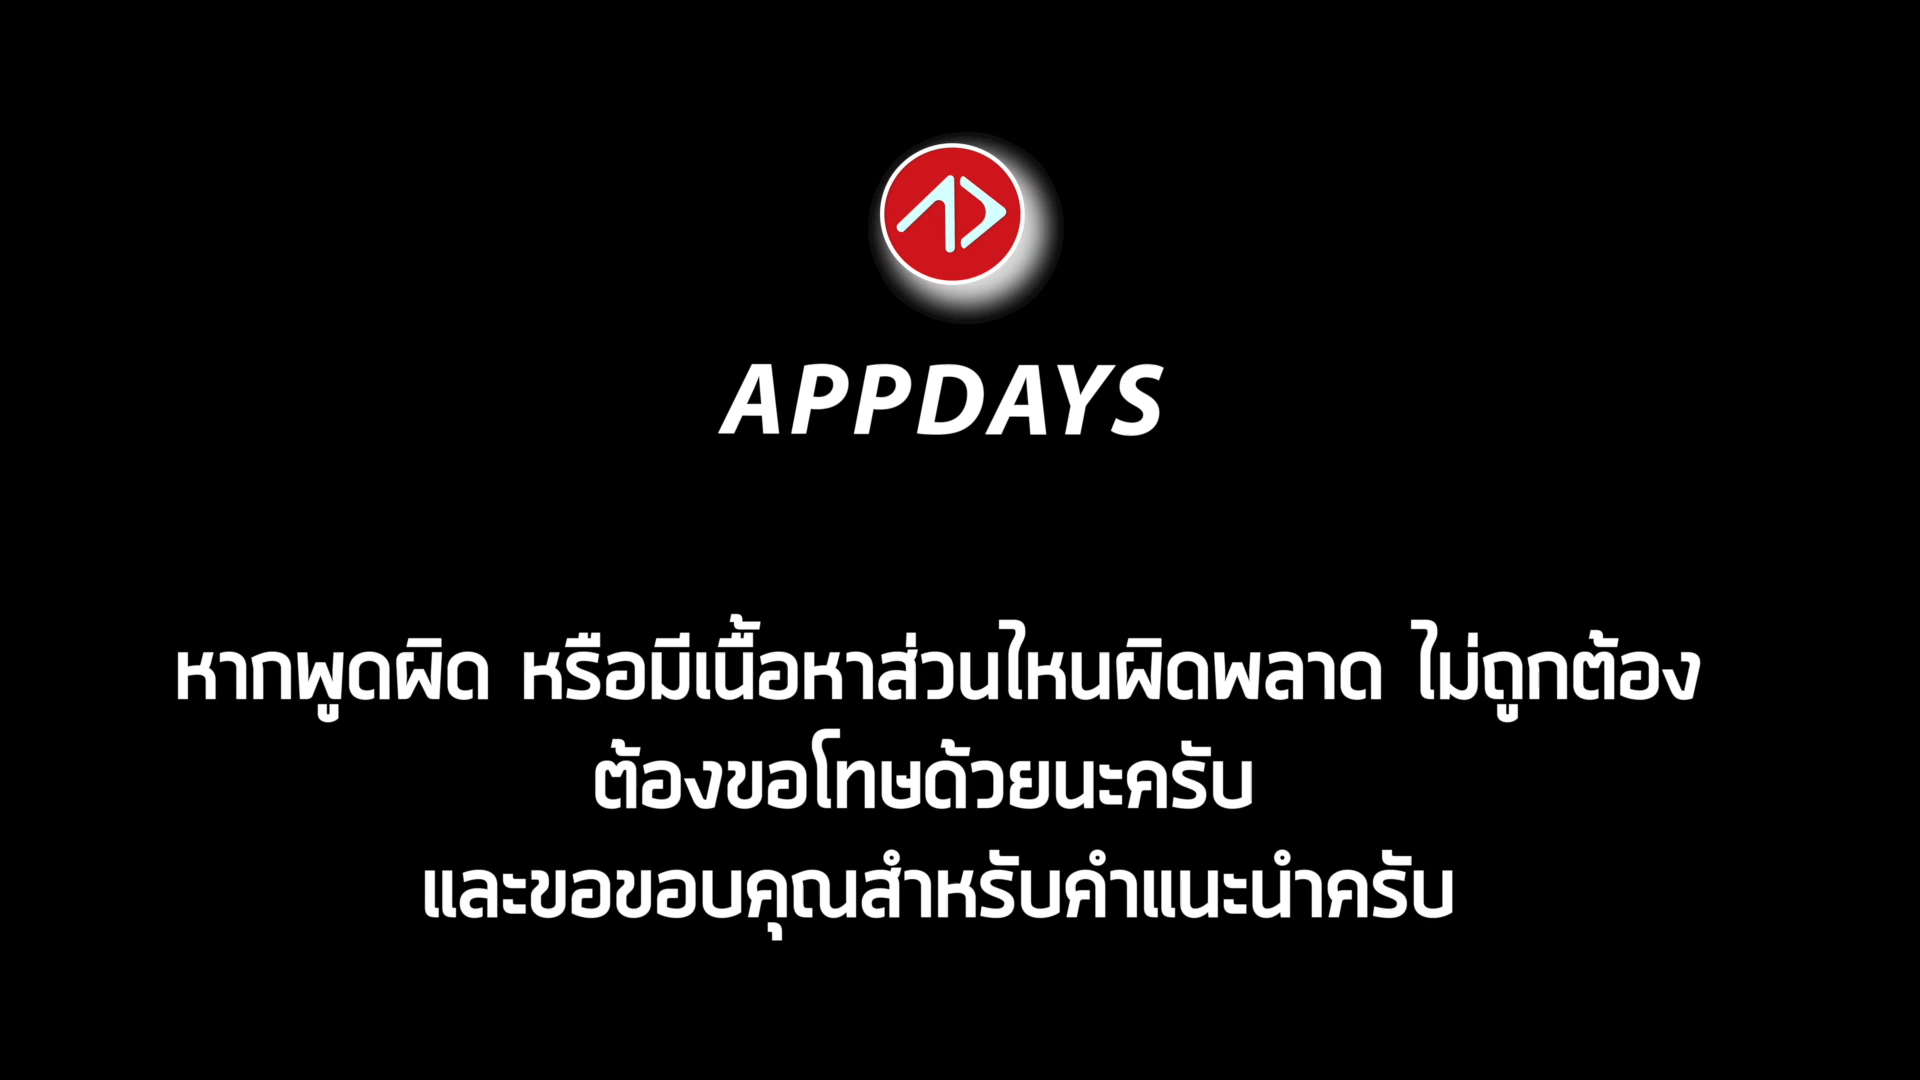 APPDAYS
หากพูดผิด หรือมีเนื้อหาส่วนไหนผิดพลาด ไม่ถูกต้อง
ต้องขอโทษด้วยนะครับ
และขอขอบคุณสำหรับคำแนะนำครับ